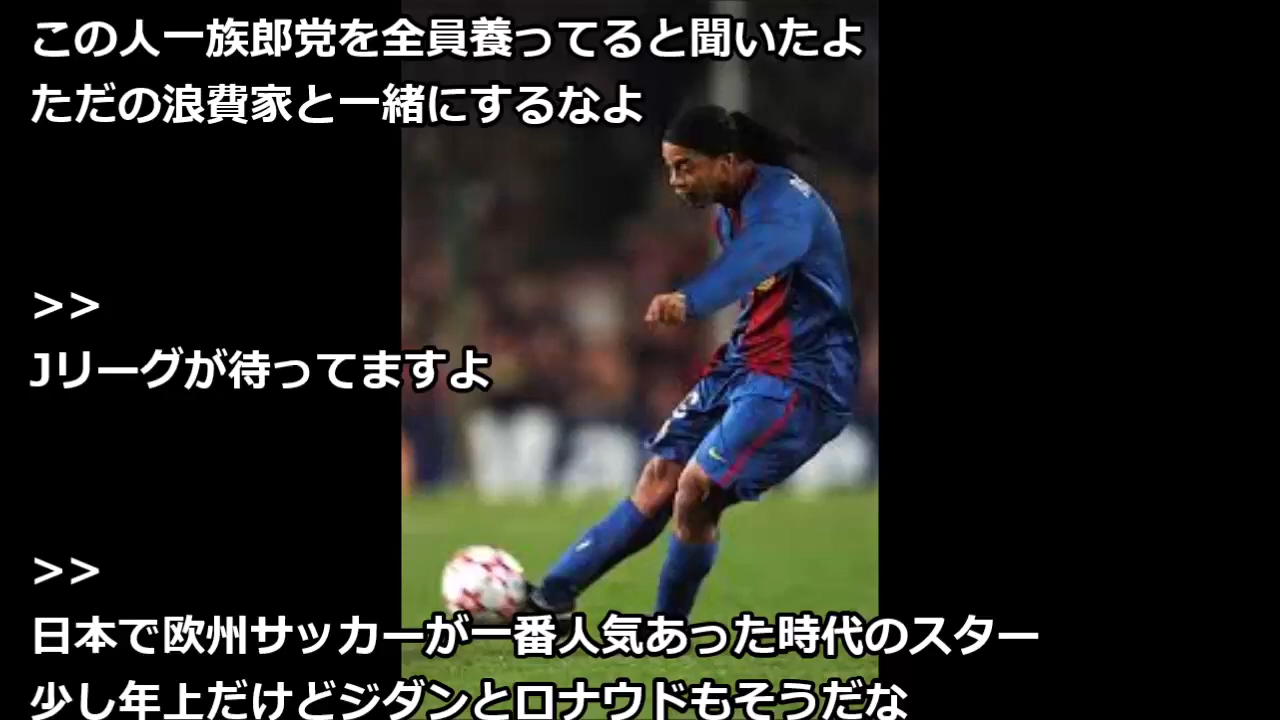 この人一族郎党を全員養ってると聞いたよ
ただの浪費家と一緒にするなよ
>>
Jリーグが待ってますよ
>>
日本で欧州サッカーが一番人気あった時代のスター
少し年上だけどジダンとロナウドもそうだな